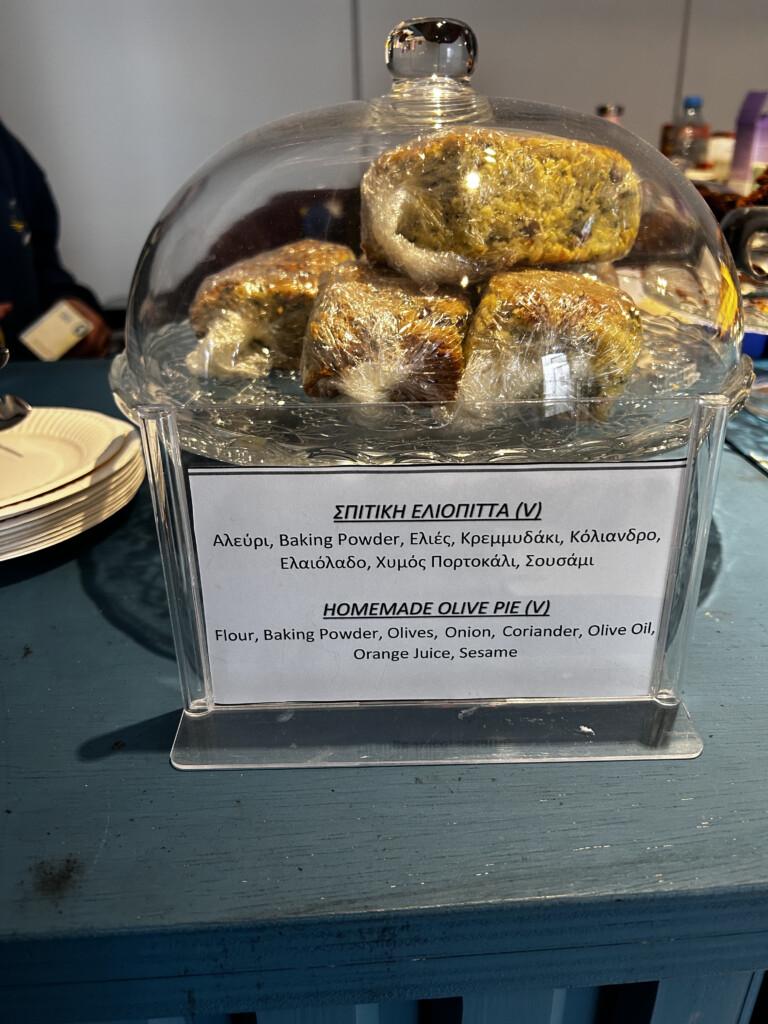 ΣΠΙΤΙΚΗ ΕΛΙΟΠΙΤΤΑ (V)
Αλεύρι, Baking Powder, Ελιές, Κρεμμυδάκι, Κόλιανδρο,
Ελαιόλαδο, Χυμός Πορτοκάλι, Σουσάμι
HOMEMADE OLIVE PIE (V)
Flour, Baking Powder, Olives, Onion, Coriander, Olive Oil,
Orange Juice, Sesame